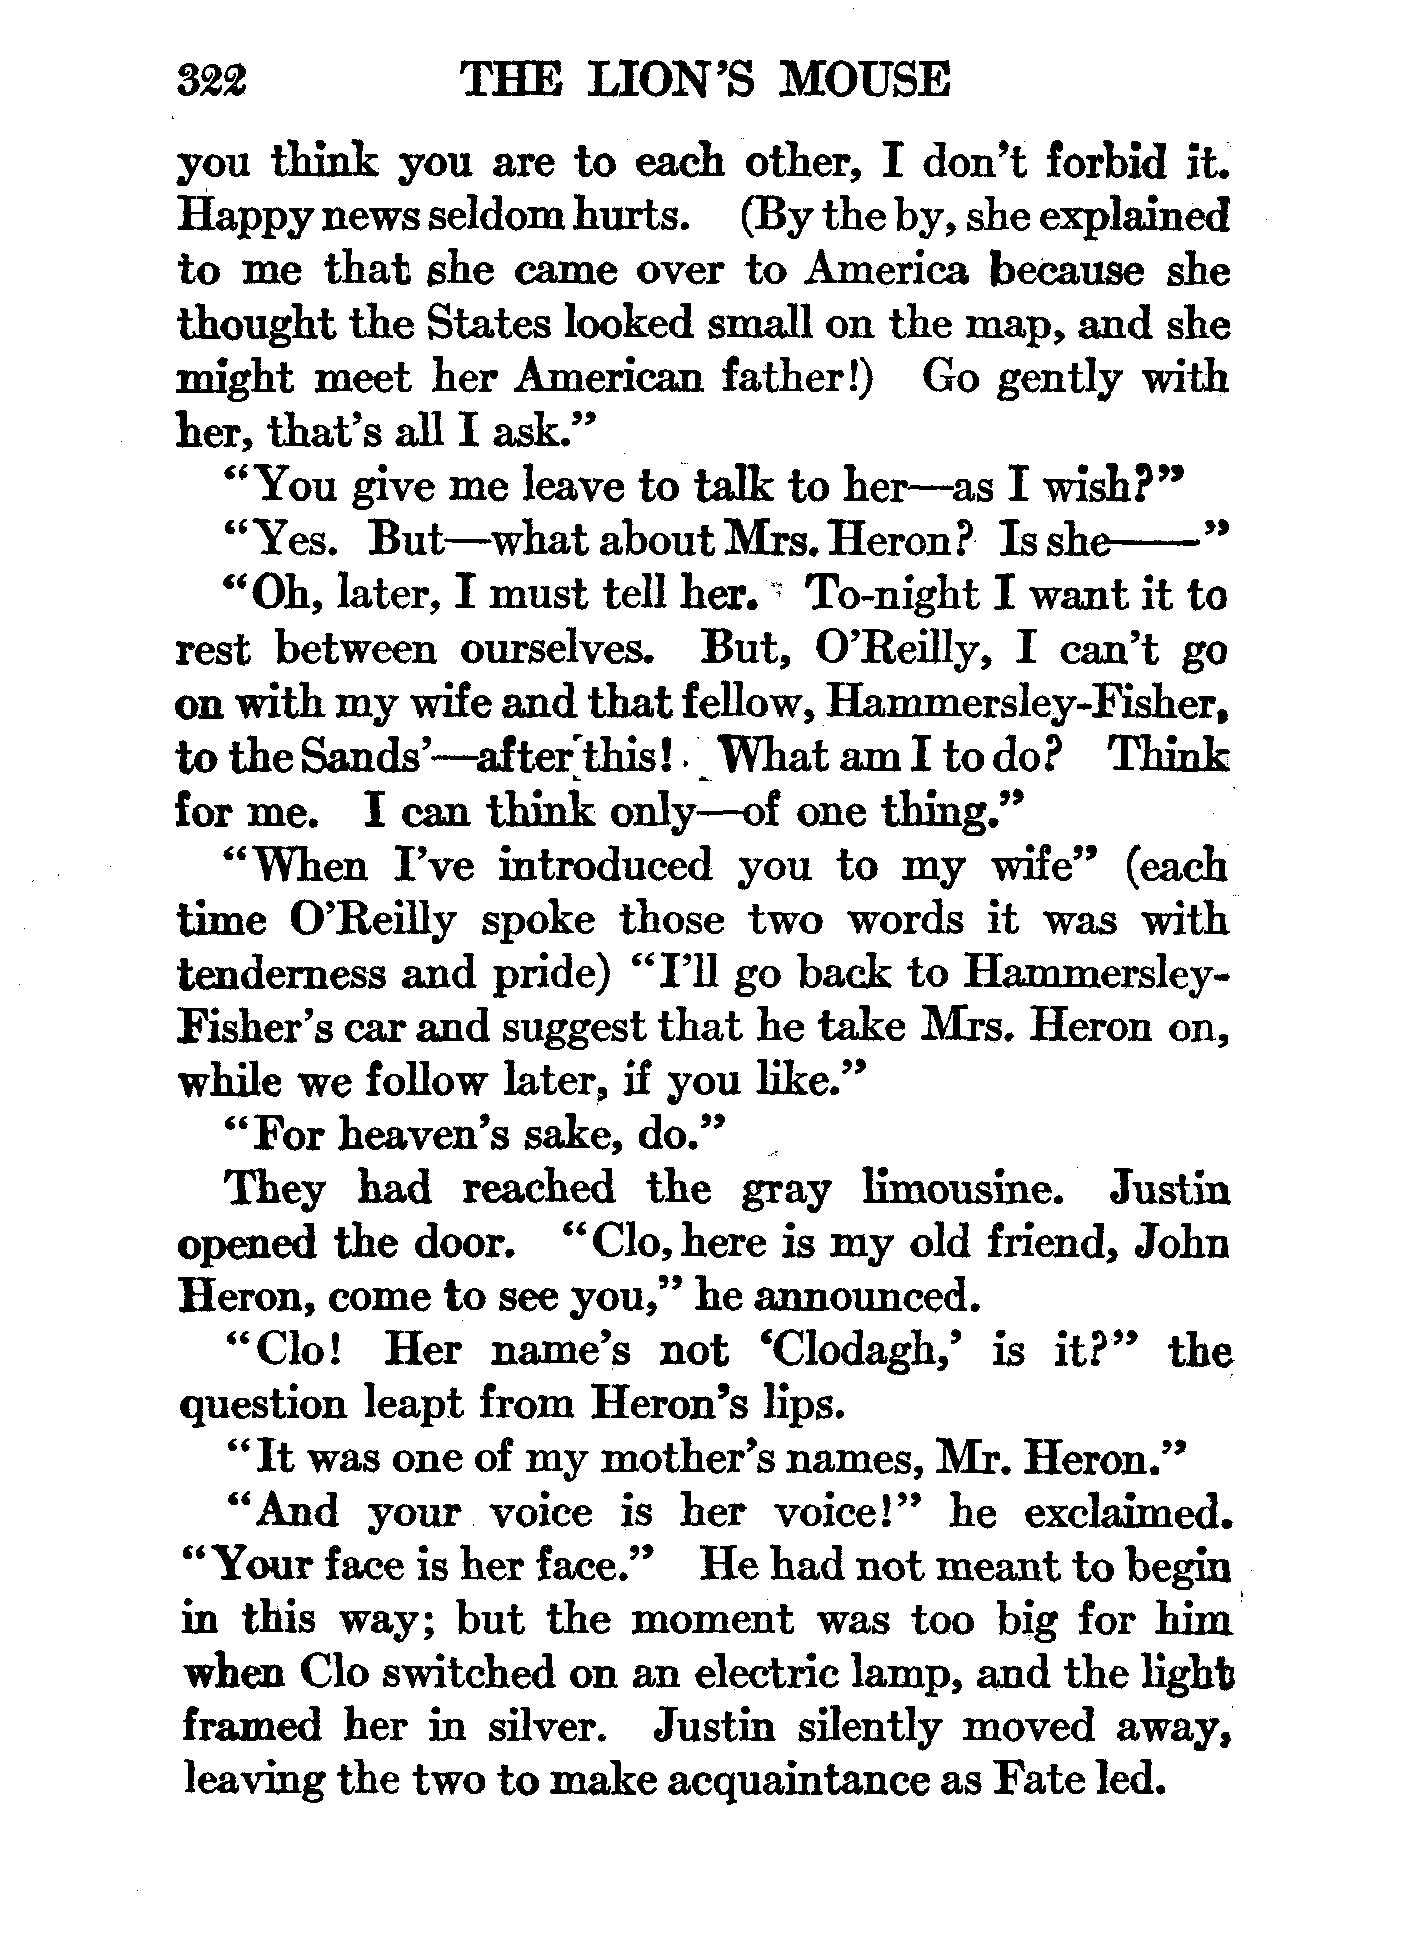 322 THE LION'S MOUSE
you think you are to each other, I don't forbid it.
Happy news seldom hurts. (By the by, she explained
to me that she came over to America because she
thought the States looked small on the map, and she
might meet her American father!) Go gently with
her, that's all I ask."
"You give me leave to talk to her—as I wish?"
"Yes. But—what about Mrs. Heron? Is she——"
"Oh, later, I must tell her. To-night I want it to
rest between ourselves. But, O'Reilly, I can't go
on with my wife and that fellow, Hammersley-Fisher,
to the Sands'—after this! What am I to do? Think
for me. I can think only—of one thing."
"When I've introduced you to my wife" (each
time O'Reilly spoke those two words it was with
tenderness and pride) "I'll go back to Hammersley-
Fisher's car and suggest that he take Mrs. Heron on,
while we follow later, if you like."
"For heaven's sake, do."
They had reached the gray limousine. Justin
opened the door. "Clo, here is my old friend, John
Heron, come to see you," he announced.
"Clo! Her name's not 'Clodagh,' is it?" the
question leapt from Heron's lips.
"It was one of my mother's names, Mr. Heron."
"And your voice is her voice!" he exclaimed.
"Your face is her face." He had not meant to begin
in this way; but the moment was too big for him
when Clo switched on an electric lamp, and the light
framed her in silver. Justin silently moved away,
leaving the two to make acquaintance as Fate led.